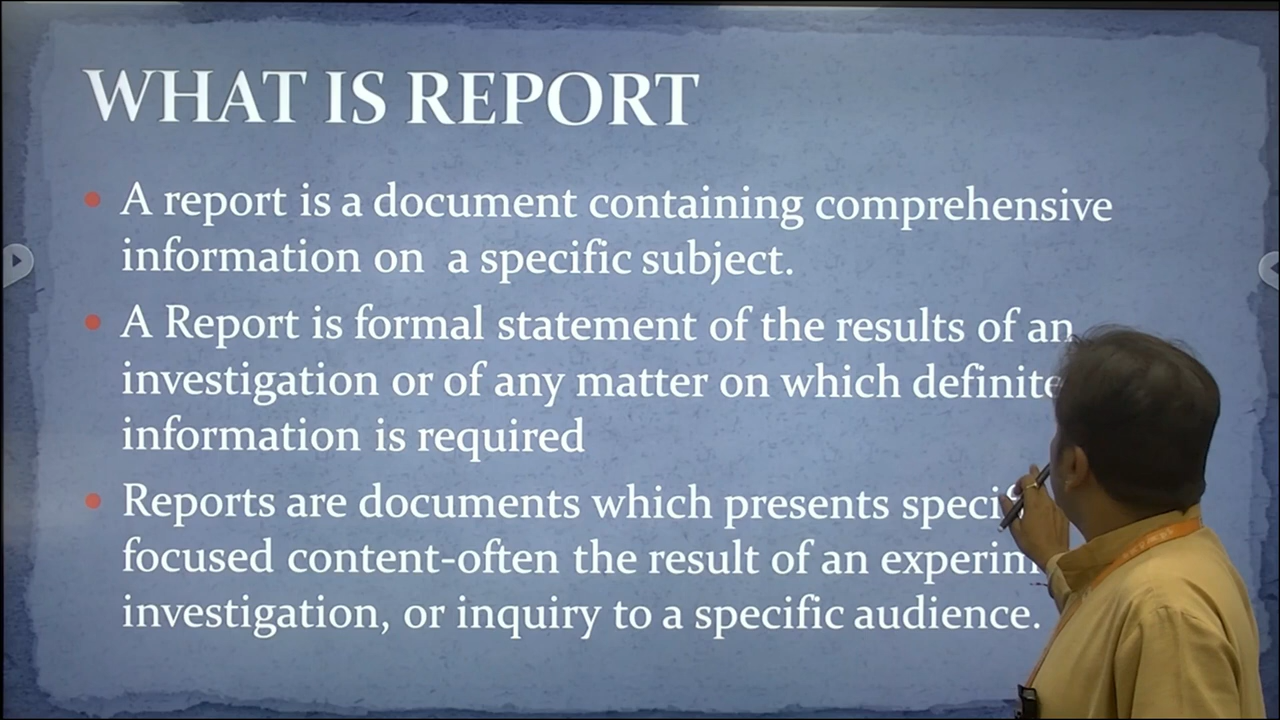 WHAT IS REPORT
• A report is a document containing comprehensive
information on a specific subject.
• A Report is formal statement of the results of an
investigation or of any matter on which definite
information is required
• Reports are documents which presents
focused content-often the result of an
investigation, or inquiry to a specific audience.